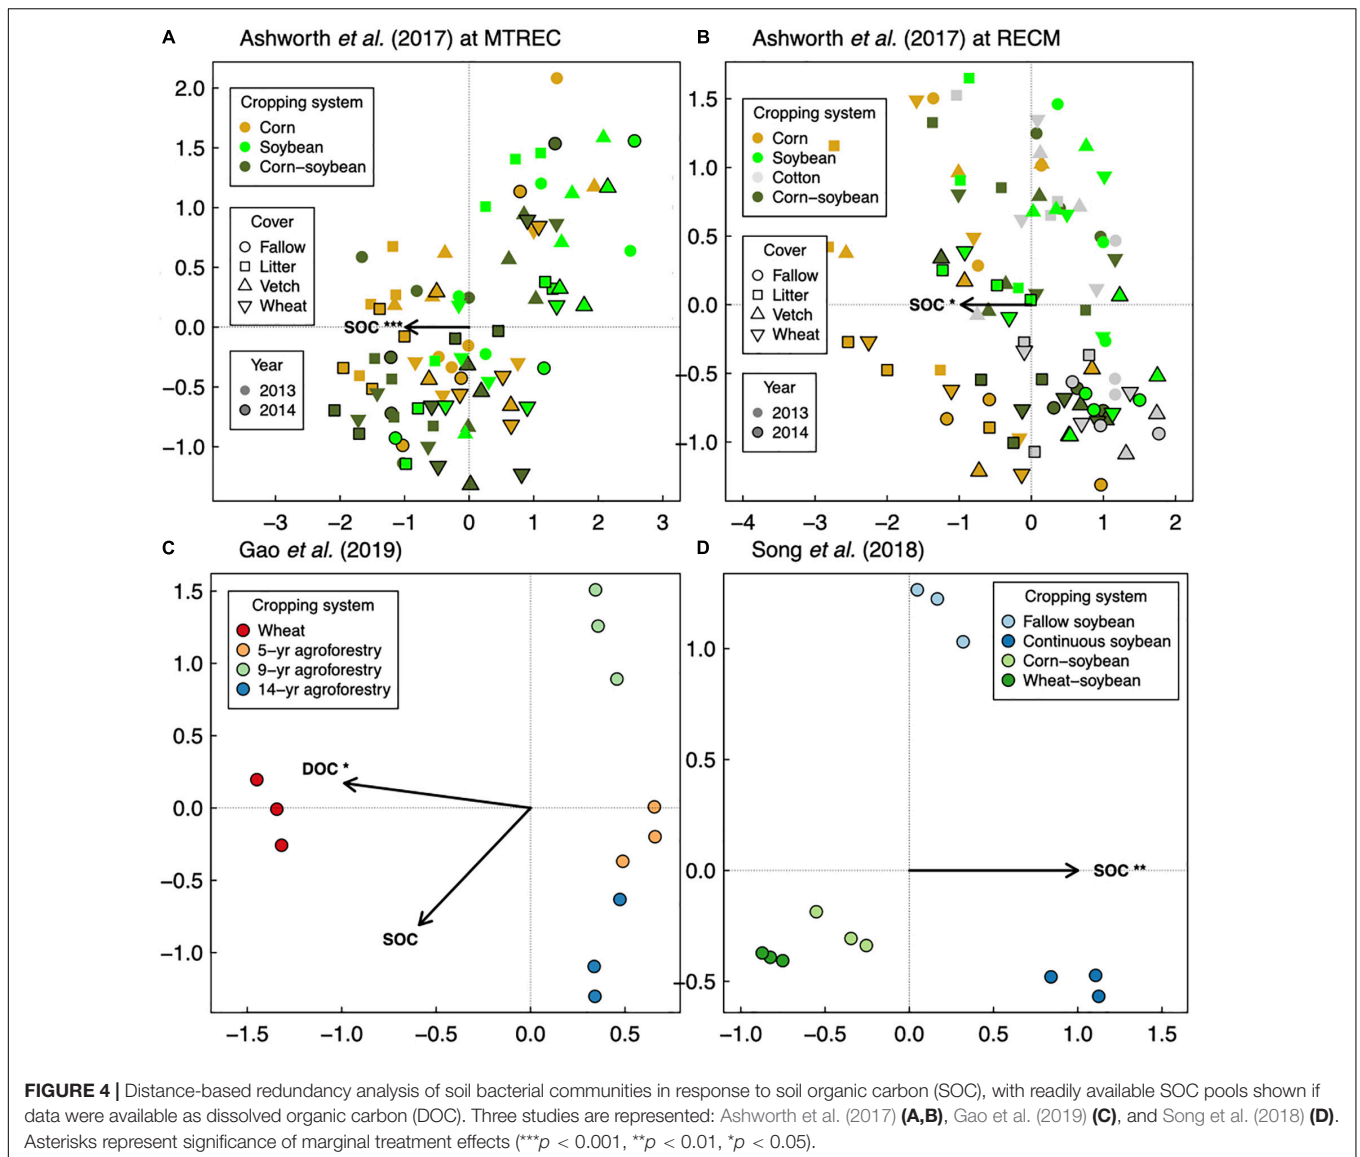 A Ashworth et al. (2017) at MTREC
2.0
1.5
1.0
0.5
0.0
−0.5
−1.0
Cropping system
Corn
Soybean
Corn−soybean
Cover
Fallow
Litter
Vetch
Wheat
Year
2013
2014
SOC ***
−3 −2 −1 0 1 2 3
B Ashworth et al. (2017) at RECM
1.5
1.0
0.5
0.0
−0.5
−1.0
Cropping system
Corn
Soybean
Cotton
Corn−soybean
Cover
Fallow
Litter
Vetch
Wheat
Year
2013
2014
SOC *
−4 −3 −2 −1 0 1 2
C Gao et al. (2019)
1.5
1.0
0.5
0.0
−0.5
−1.0
Cropping system
Wheat
5−yr agroforestry
9−yr agroforestry
14−yr agroforestry
DOC *
SOC
−1.5 −1.0 −0.5 0.0 0.5
D Song et al. (2018)
1.0
0.5
0.0
−0.5
Cropping system
Fallow soybean
Continuous soybean
Corn−soybean
Wheat−soybean
SOC **
−1.0 −0.5 0.0 0.5 1.0 1.5
FIGURE 4 | Distance-based redundancy analysis of soil bacterial communities in response to soil organic carbon (SOC), with readily available SOC pools shown if
data were available as dissolved organic carbon (DOC). Three studies are represented: Ashworth et al. (2017) (A,B), Gao et al. (2019) (C), and Song et al. (2018) (D).
Asterisks represent significance of marginal treatment effects (***p < 0.001, **p < 0.01, *p < 0.05).